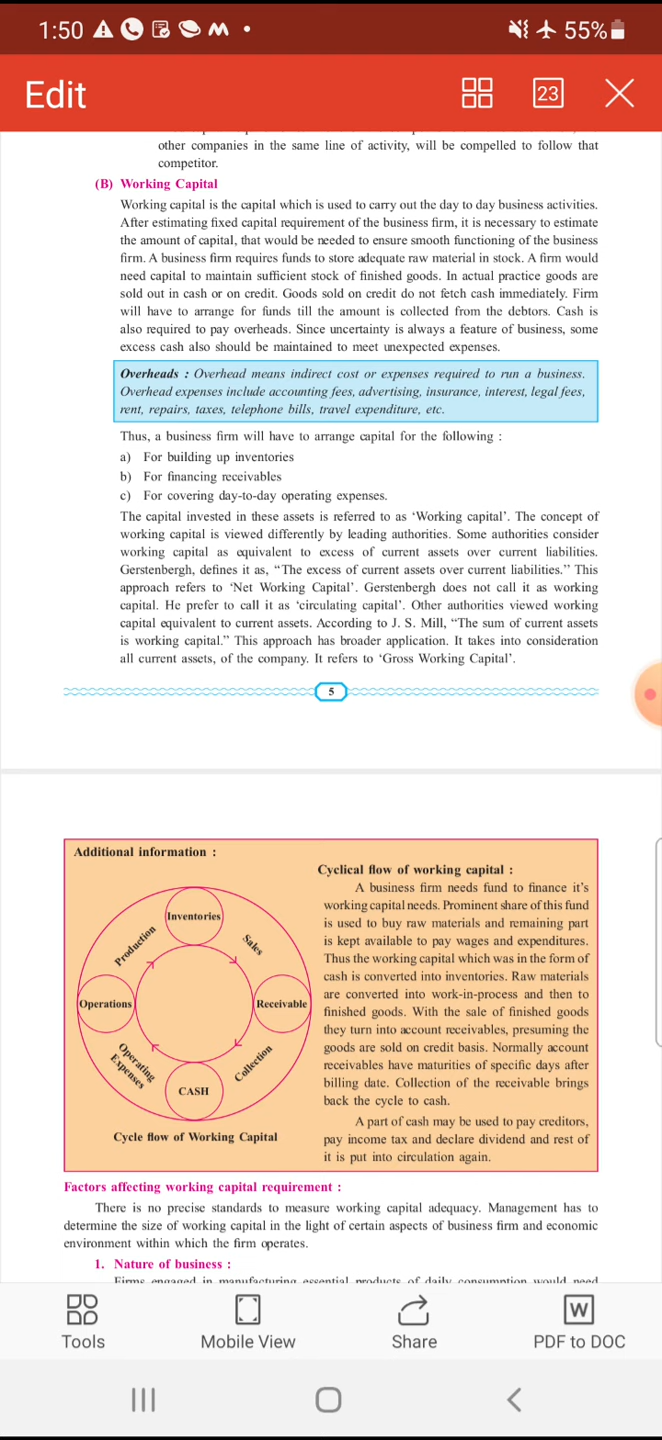 1:50
55%
Edit
23
other companies in the same line of activity, will be compelled to follow that
competitor.
(B) Working Capital
Working capital is the capital which is used to carry out the day to day business activities.
After estimating fixed capital requirement of the business firm, it is necessary to estimate
the amount of capital, that would be needed to ensure smooth functioning of the business
firm. A business firm requires funds to store adequate raw material in stock. A firm would
need capital to maintain sufficient stock of finished goods. In actual practice goods are
sold out in cash or on credit. Goods sold on credit do not fetch cash immediately. Firm
will have to arrange for funds till the amount is collected from the debtors. Cash is
also required to pay overheads. Since uncertainty is always a feature of business, some
excess cash also should be maintained to meet unexpected expenses.
Overheads : Overhead means indirect cost or expenses required to run a business.
Overhead expenses include accounting fees, advertising, insurance, interest, legal fees,
rent, repairs, taxes, telephone bills, travel expenditure, etc.
Thus, a business firm will have to arrange capital for the following :
a) For building up inventories
b) For financing receivables
c) For covering day-to-day operating expenses.
The capital invested in these assets is referred to as ‘Working capital’. The concept of
working capital is viewed differently by leading authorities. Some authorities consider
working capital as equivalent to excess of current assets over current liabilities.
Gerstenbergh, defines it as, “The excess of current assets over current liabilities.” This
approach refers to ‘Net Working Capital’. Gerstenbergh does not call it as working
capital. He prefer to call it as ‘circulating capital’. Other authorities viewed working
capital equivalent to current assets. According to J. S. Mill, “The sum of current assets
is working capital.” This approach has broader application. It takes into consideration
all current assets, of the company. It refers to ‘Gross Working Capital’.
5
Additional information :
Inventories
Production
Sales
Operations
Receivable
Operating
Expenses
Collection
CASH
Cycle flow of Working Capital
Cyclical flow of working capital :
A business firm needs fund to finance it’s
working capital needs. Prominent share of this fund
is used to buy raw materials and remaining part
is kept available to pay wages and expenditures.
Thus the working capital which was in the form of
cash is converted into inventories. Raw materials
are converted into work-in-process and then to
finished goods. With the sale of finished goods
they turn into account receivables, presuming the
goods are sold on credit basis. Normally account
receivables have maturities of specific days after
billing date. Collection of the receivable brings
back the cycle to cash.
A part of cash may be used to pay creditors,
pay income tax and declare dividend and rest of
it is put into circulation again.
Factors affecting working capital requirement :
There is no precise standards to measure working capital adequacy. Management has to
determine the size of working capital in the light of certain aspects of business firm and economic
environment within which the firm operates.
1. Nature of business :
Firms engaged in manufacturing essential products of daily consumption would need
Tools
Mobile View
Share
W
PDF to DOC